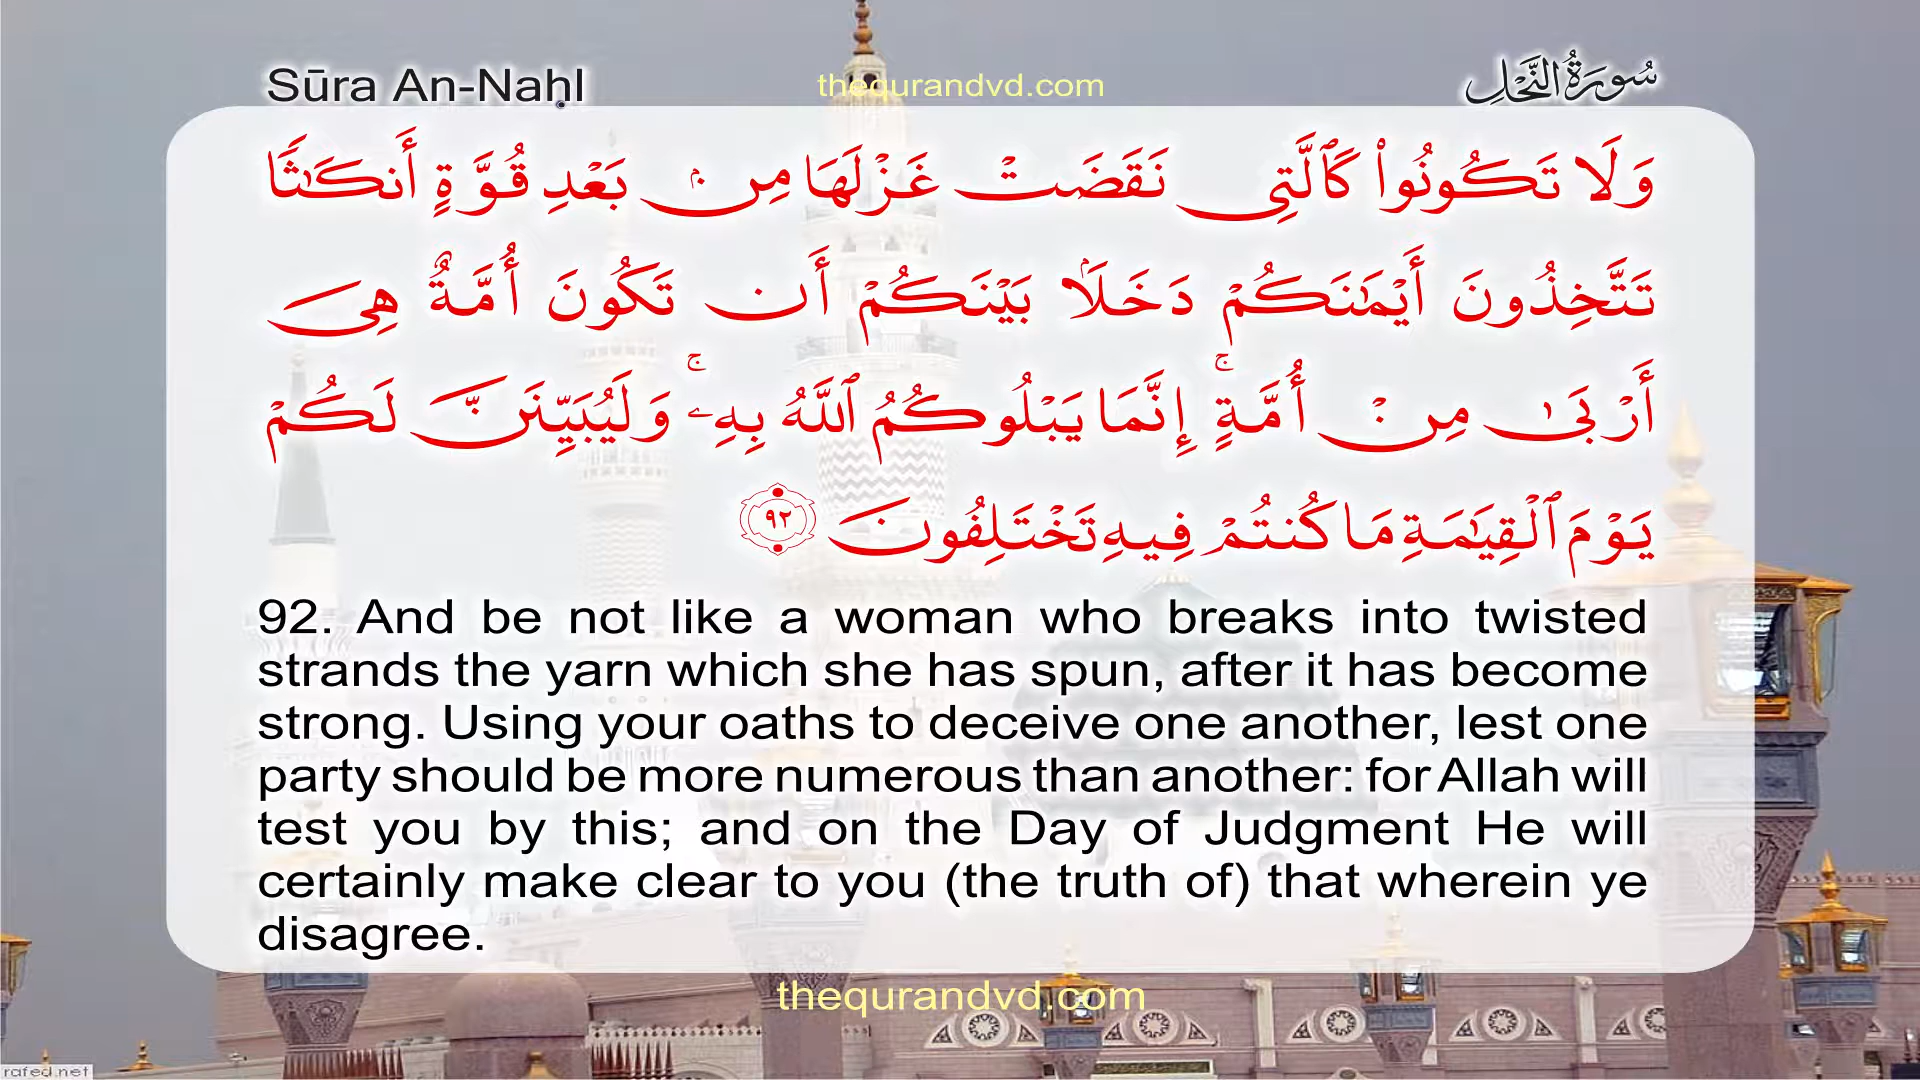 Sūra An-Naḥl
thequrandvd.com
سُورَةُ النَّحْلِ
وَلَا تَكُونُوا۟ كَٱلَّتِى نَقَضَتْ غَزْلَهَا مِنۢ بَعْدِ قُوَّةٍ أَنكَـٰثًا
تَتَّخِذُونَ أَيْمَـٰنَكُمْ دَخَلًۢا بَيْنَكُمْ أَن تَكُونَ أُمَّةٌ هِىَ
أَرْبَىٰ مِنْ أُمَّةٍ ۚ إِنَّمَا يَبْلُوكُمُ ٱللَّهُ بِهِۦ ۚ وَلَيُبَيِّنَنَّ لَكُمْ
يَوْمَ ٱلْقِيَـٰمَةِ مَا كُنتُمْ فِيهِ تَخْتَلِفُونَ ٩٢
92. And be not like a woman who breaks into twisted
strands the yarn which she has spun, after it has become
strong. Using your oaths to deceive one another, lest one
party should be more numerous than another: for Allah will
test you by this; and on the Day of Judgment He will
certainly make clear to you (the truth of) that wherein ye
disagree.
thequrandvd.com
rafed.net